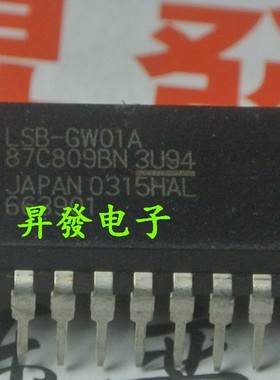 LSB-GW01A
87C809BN 3U94
JAPAN 0315HAL
昇發电子